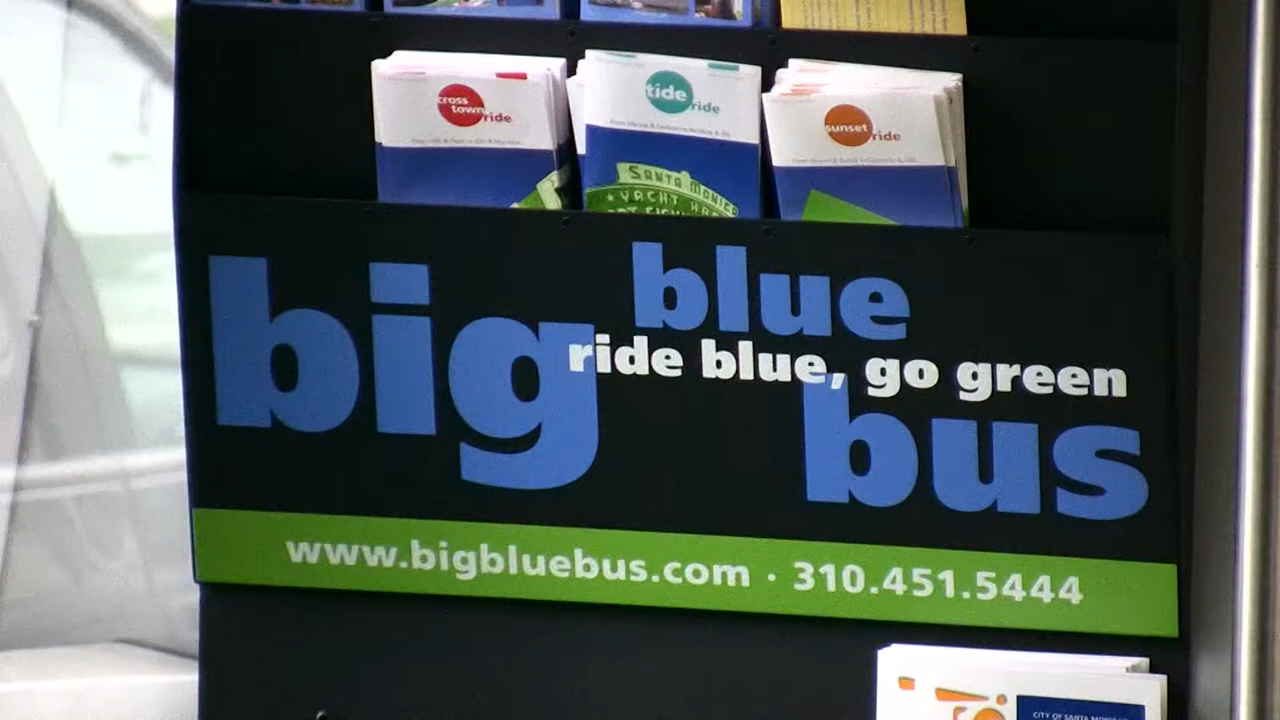 cross
town ride
tide ride
sunset ride
SANTA MONICA
YACHT HAR
big blue bus
ride blue, go green
www.bigbluebus.com · 310.451.5444
CITY OF SANTA MONICA